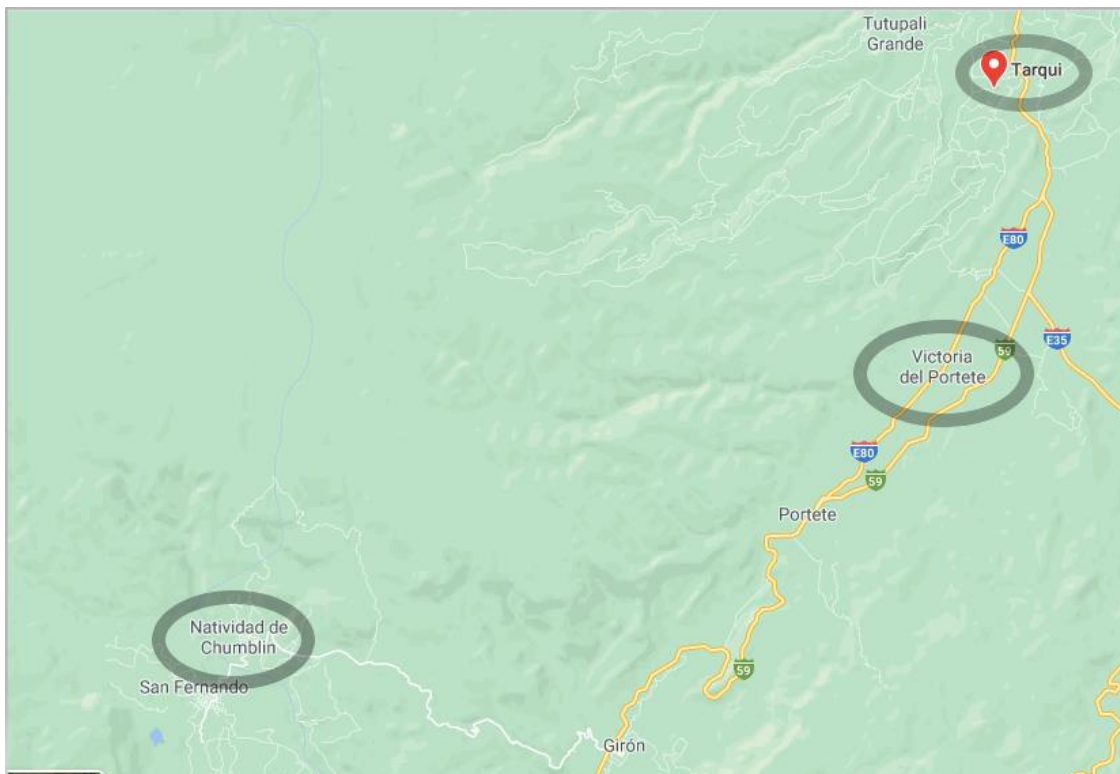 Tutupali
Grande
Tarqui
E80
Victoria
del Portete
59
E35
E80
59
Portete
Natividad de
Chumblin
San Fernando
59
Girón